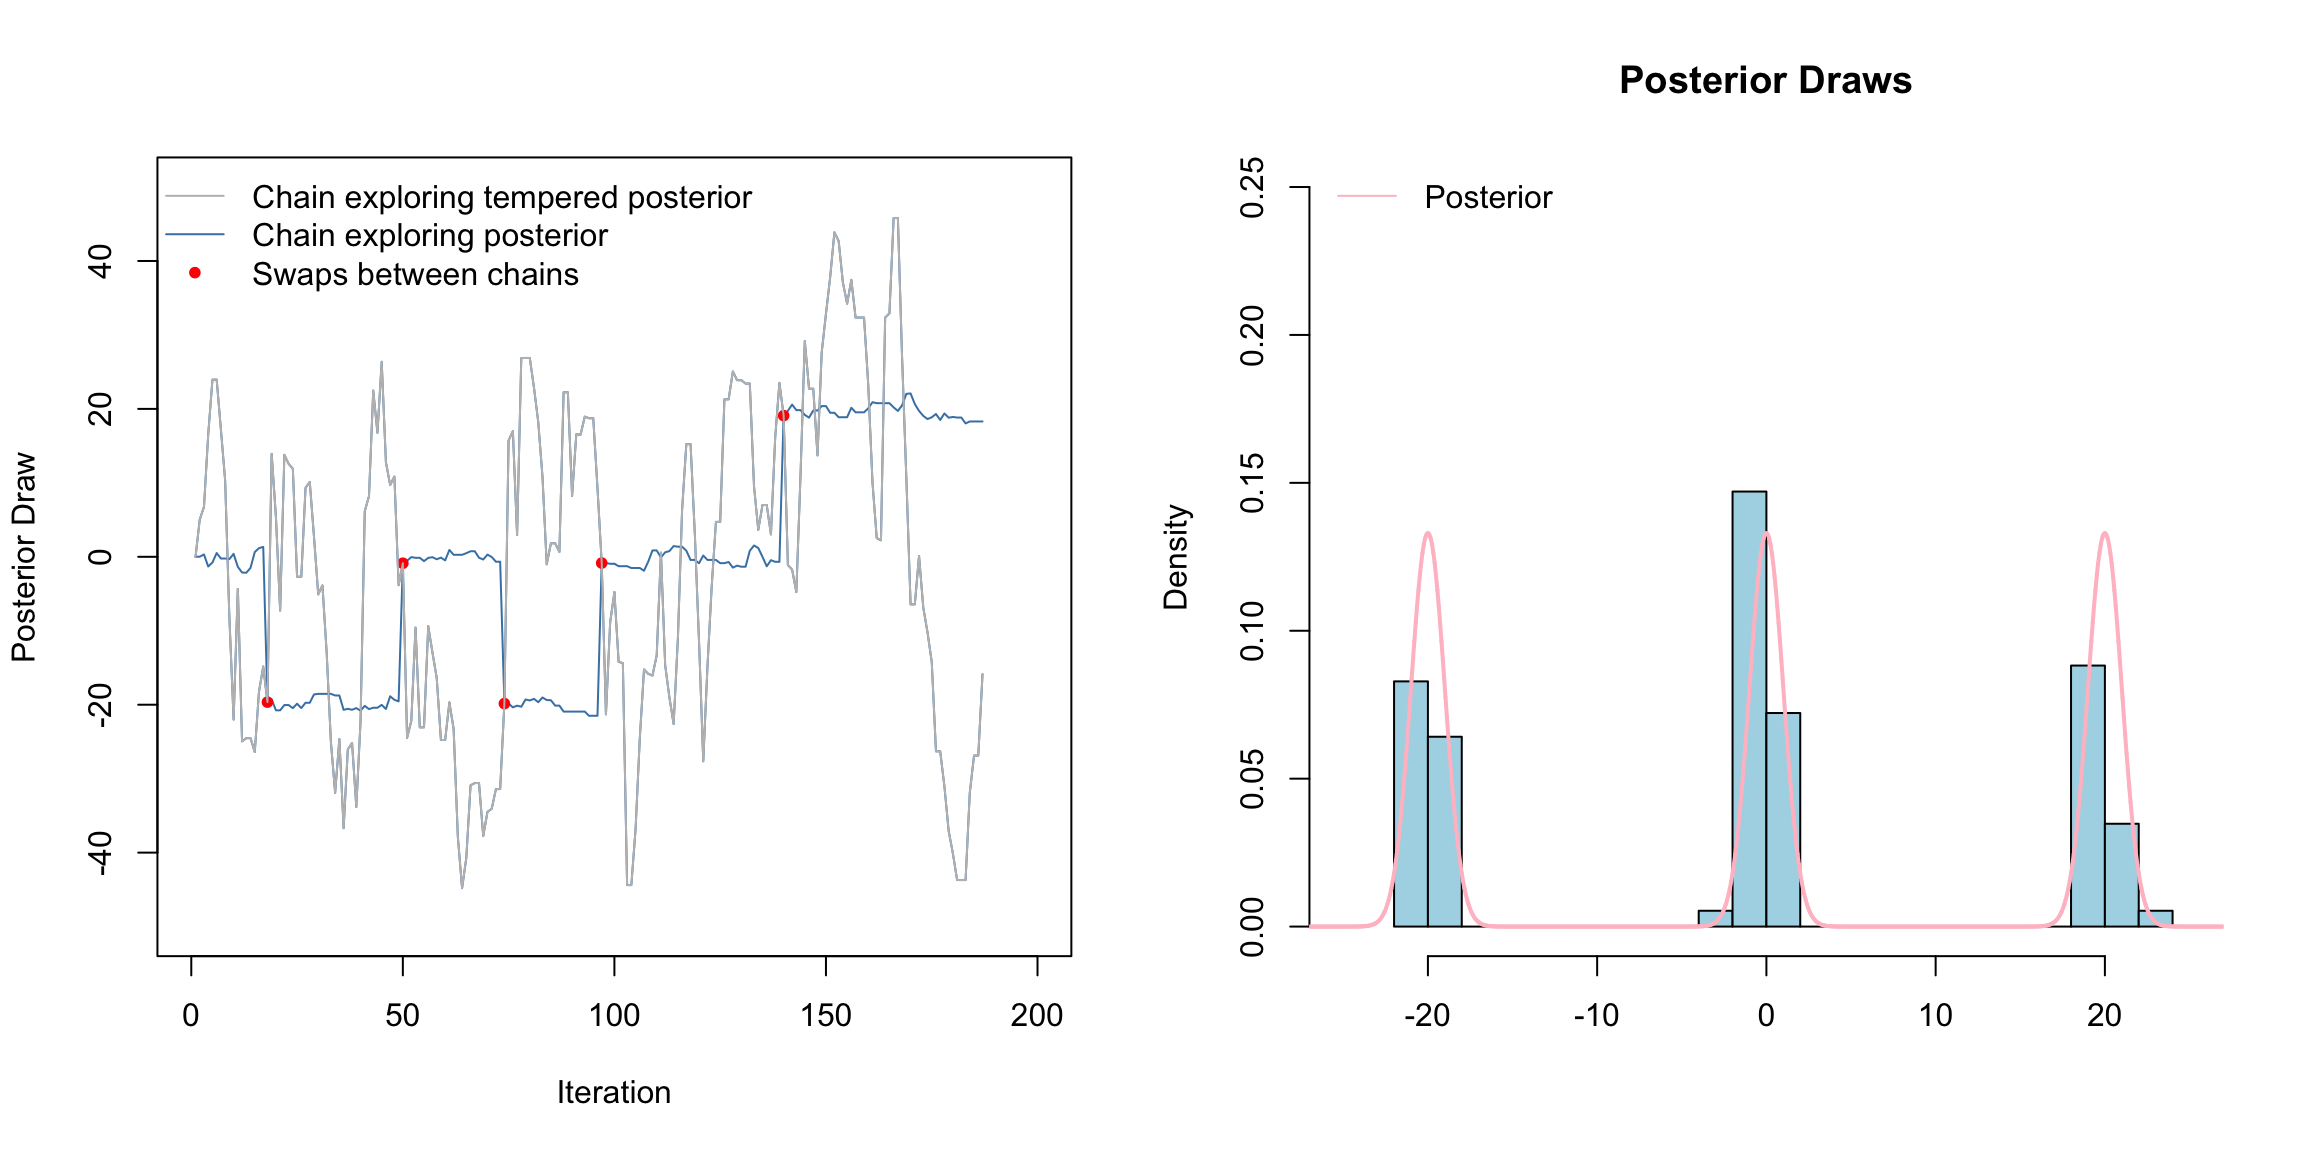 Chain exploring tempered posterior
Chain exploring posterior
Swaps between chains
Posterior Draw
40
20
0
-20
-40
0 50 100 150 200
Iteration
Posterior Draws
Posterior
Density
0.25
0.20
0.15
0.10
0.05
0.00
-20 -10 0 10 20